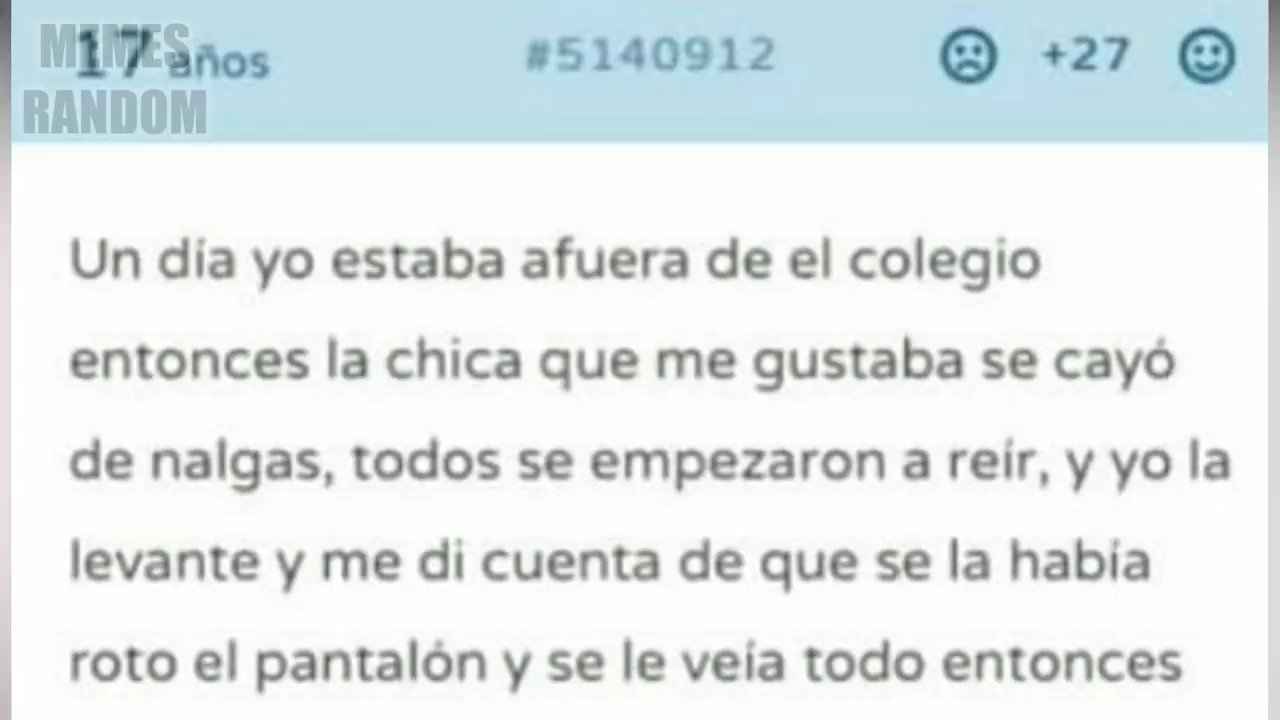 MEMES
RANDOM
17 años #5140912 +27
Un día yo estaba afuera de el colegio
entonces la chica que me gustaba se cayó
de nalgas, todos se empezaron a reír, y yo la
levante y me di cuenta de que se la había
roto el pantalón y se le veía todo entonces